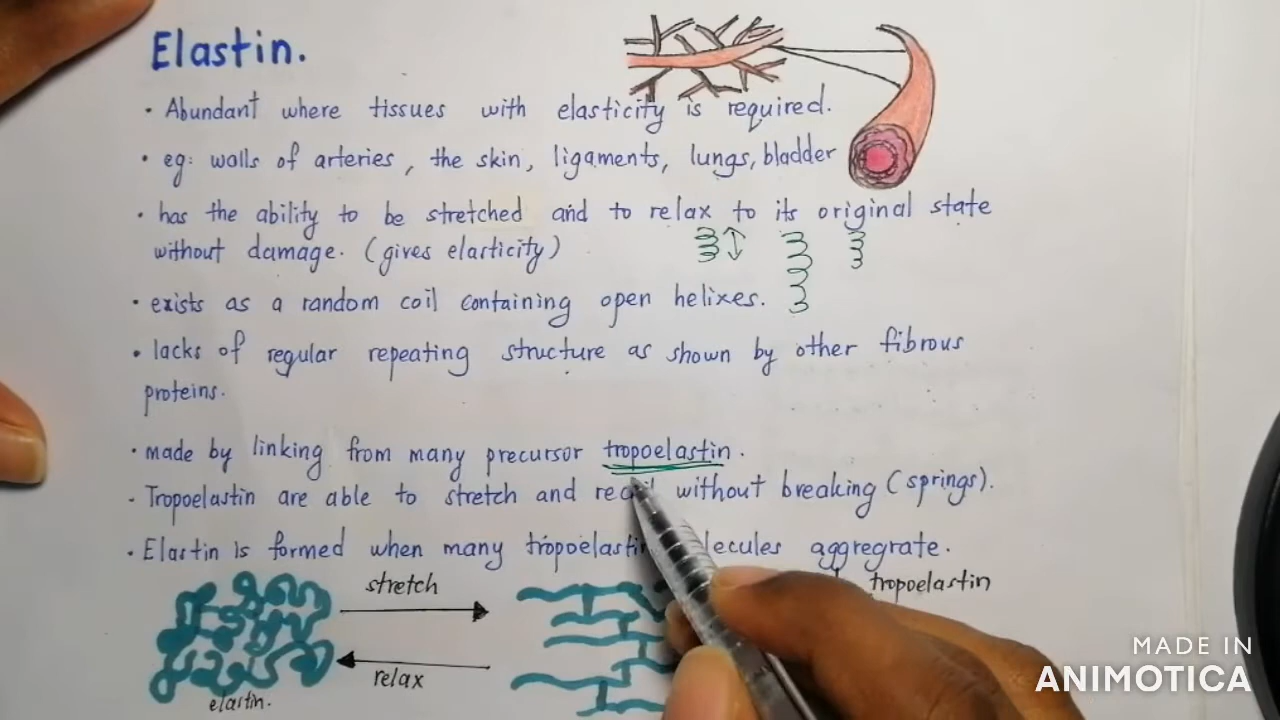 Elastin.
· Abundant where tissues with elasticity is required.
· eg: walls of arteries, the skin, ligaments, lungs, bladder
· has the ability to be stretched and to relax to its original state
without damage. (gives elasticity)
· exists as a random coil containing open helixes.
· lacks of regular repeating structure as shown by other fibrous
proteins.
· made by linking from many precursor tropoelastin.
· Tropoelastin are able to stretch and without breaking (springs).
· Elastin is formed when many aggregrate.
stretch
tropoelastin
relax
elastin.
MADE IN
ANIMOTICA